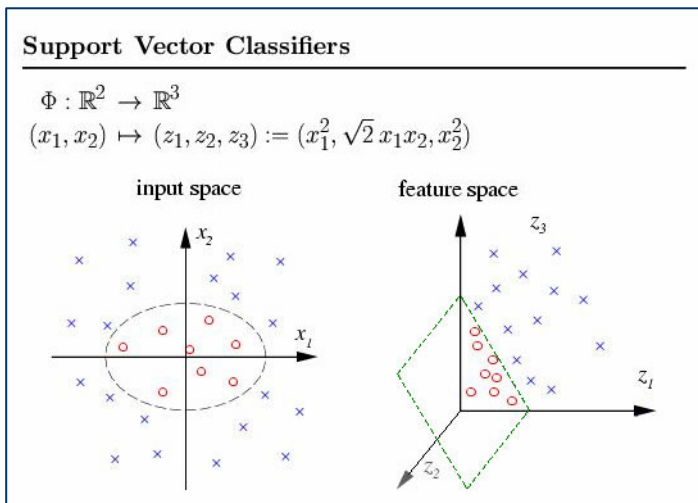 Support Vector Classifiers
Φ : ℝ² → ℝ³
(x₁, x₂) ↦ (z₁, z₂, z₃) := (x₁², √2 x₁x₂, x₂²)
input space
feature space
x₂
x₁
z₃
z₁
z₂